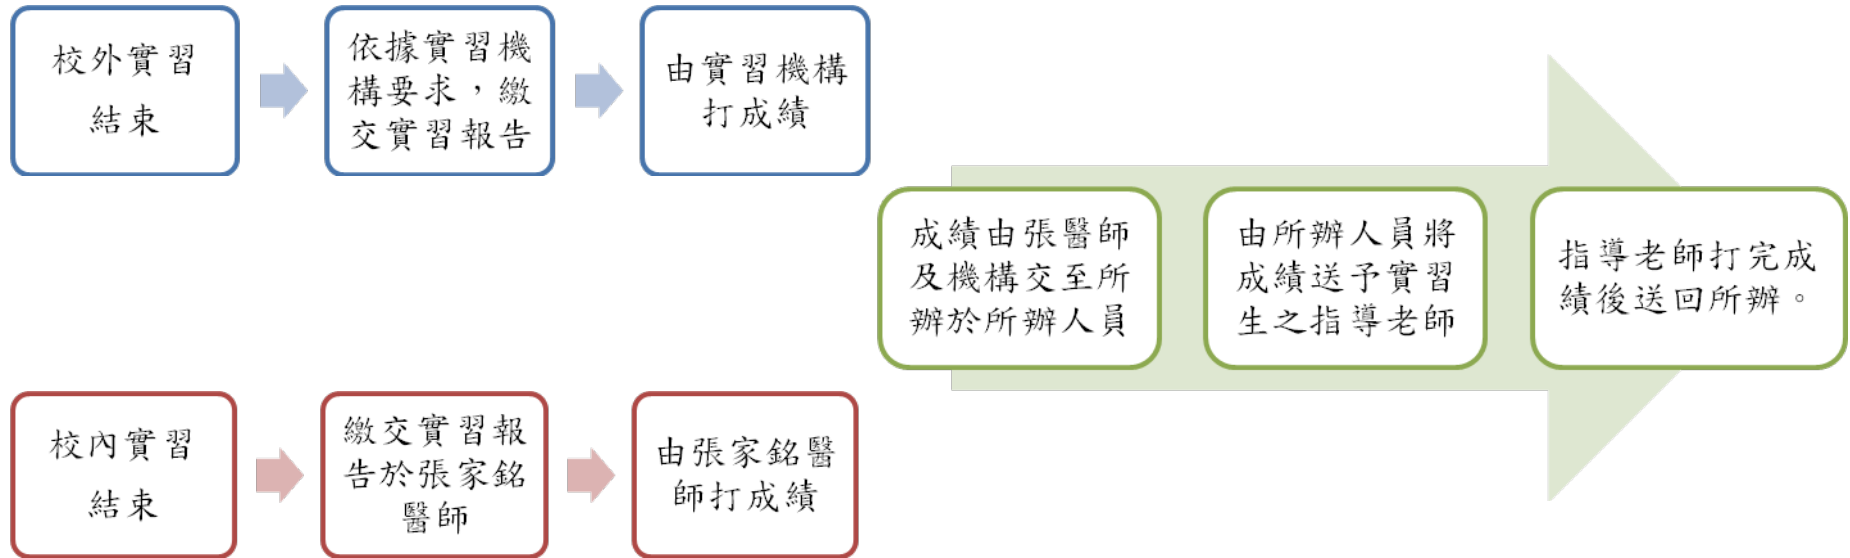 校外實習
結束
依據實習機
構要求，繳
交實習報告
由實習機構
打成績
校內實習
結束
繳交實習報
告於張家銘
醫師
由張家銘醫
師打成績
成績由張醫師
及機構交至所
辦於所辦人員
由所辦人員將
成績送予實習
生之指導老師
指導老師打完成
績後送回所辦。